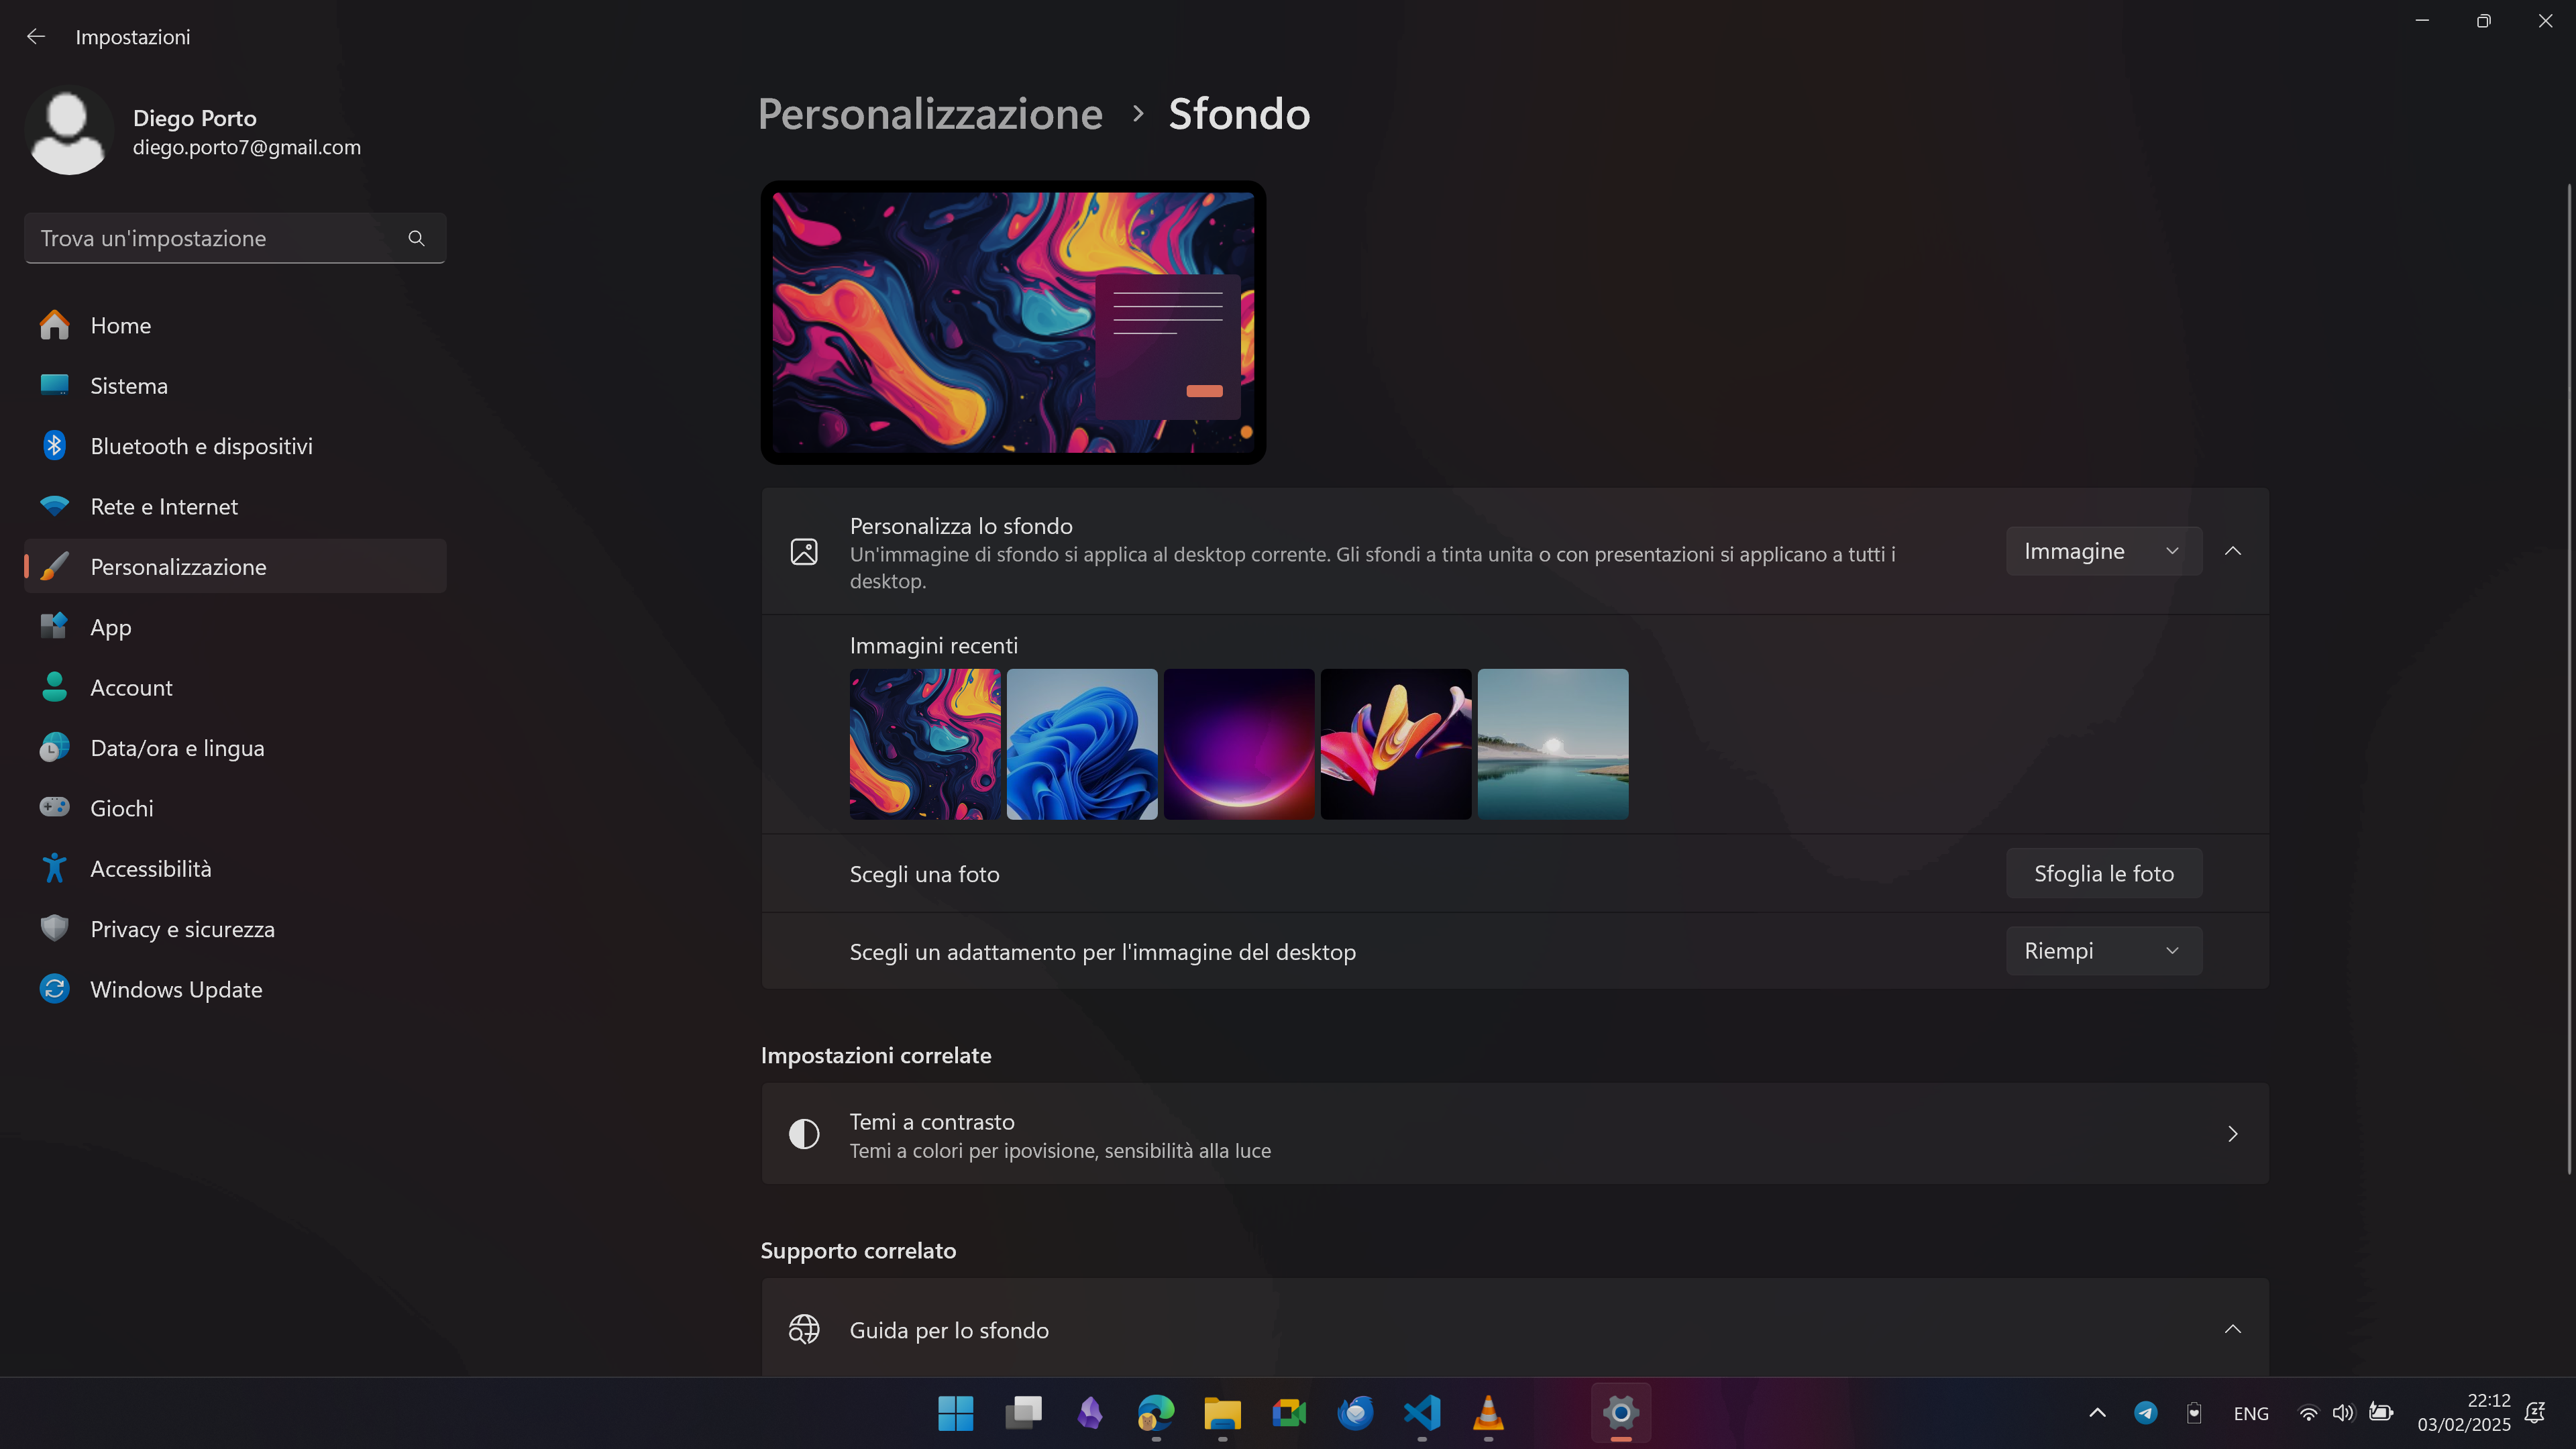 Impostazioni
Diego Porto
diego.porto7@gmail.com
Trova un'impostazione
Home
Sistema
Bluetooth e dispositivi
Rete e Internet
Personalizzazione
App
Account
Data/ora e lingua
Giochi
Accessibilità
Privacy e sicurezza
Windows Update
Personalizzazione > Sfondo
Personalizza lo sfondo
Un'immagine di sfondo si applica al desktop corrente. Gli sfondi a tinta unita o con presentazioni si applicano a tutti i
desktop.
Immagine
Immagini recenti
Scegli una foto
Sfoglia le foto
Scegli un adattamento per l'immagine del desktop
Riempi
Impostazioni correlate
Temi a contrasto
Temi a colori per ipovisione, sensibilità alla luce
Supporto correlato
Guida per lo sfondo
ENG
22:12
03/02/2025